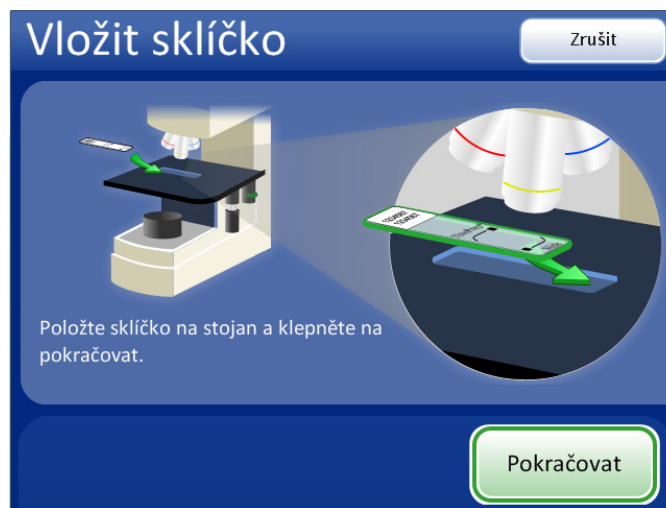 Vložit sklíčko
Zrušit
Položte sklíčko na stojan a klepněte na
pokračovat.
Pokračovat